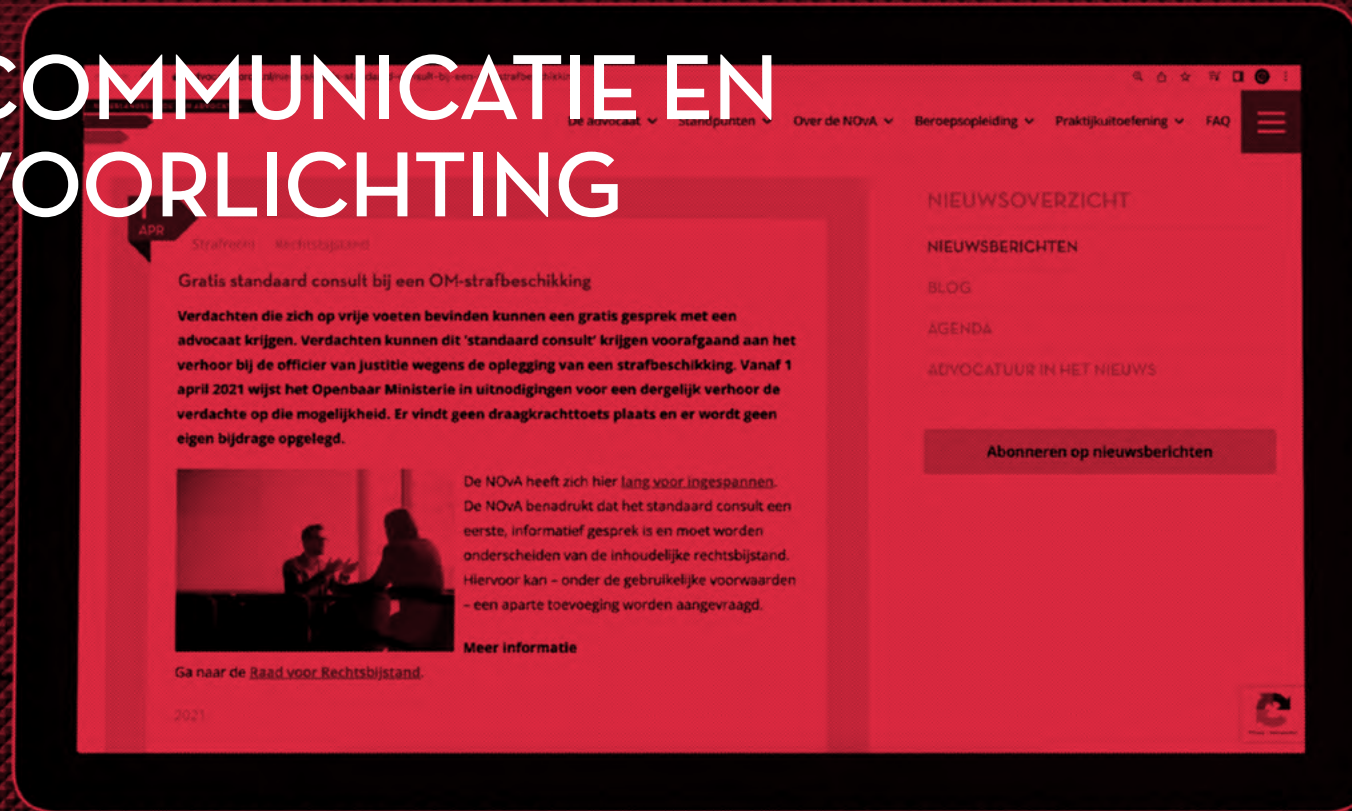 COMMUNICATIE EN
VOORLICHTING
De advocaat
Standpunten
Over de NOvA
Beroepsopleiding
Praktijkuitoefening
FAQ
APR
Strafrecht
Rechtsbijstand
Gratis standaard consult bij een OM-strafbeschikking
Verdachten die zich op vrije voeten bevinden kunnen een gratis gesprek met een
advocaat krijgen. Verdachten kunnen dit ‘standaard consult’ krijgen voorafgaand aan het
verhoor bij de officier van justitie wegens de oplegging van een strafbeschikking. Vanaf 1
april 2021 wijst het Openbaar Ministerie in uitnodigingen voor een dergelijk verhoor de
verdachte op die mogelijkheid. Er vindt geen draagkrachttoets plaats en er wordt geen
eigen bijdrage opgelegd.
De NOvA heeft zich hier lang voor ingespannen.
De NOvA benadrukt dat het standaard consult een
eerste, informatief gesprek is en moet worden
onderscheiden van de inhoudelijke rechtsbijstand.
Hiervoor kan – onder de gebruikelijke voorwaarden
– een aparte toevoeging worden aangevraagd.
Meer informatie
Ga naar de Raad voor Rechtsbijstand.
2021
NIEUWSOVERZICHT
NIEUWSBERICHTEN
BLOG
AGENDA
ADVOCATUUR IN HET NIEUWS
Abonneren op nieuwsberichten